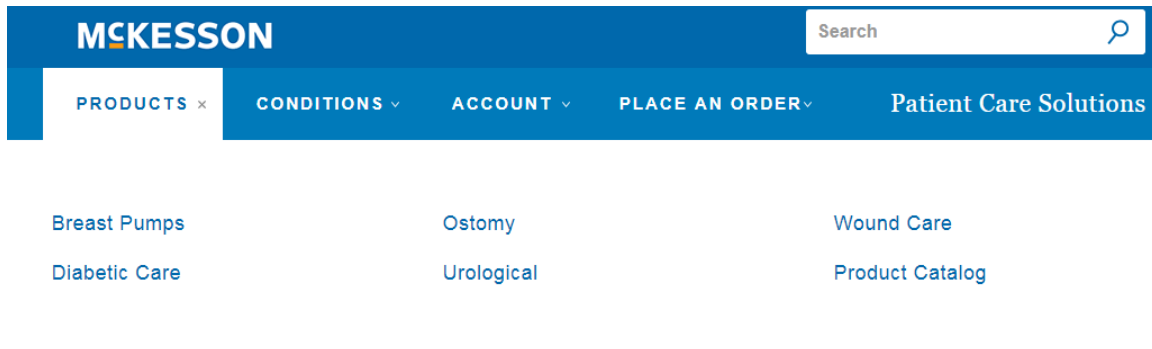 MCKESSON
Search
PRODUCTS × CONDITIONS ACCOUNT PLACE AN ORDER Patient Care Solutions
Breast Pumps Ostomy Wound Care
Diabetic Care Urological Product Catalog